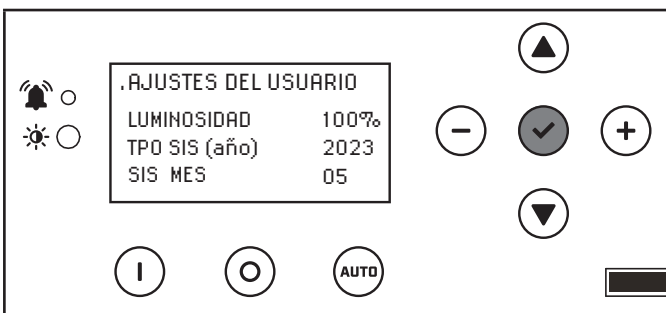 .AJUSTES DEL USUARIO
LUMINOSIDAD 100%
TPO SIS (año) 2023
SIS MES 05
AUTO